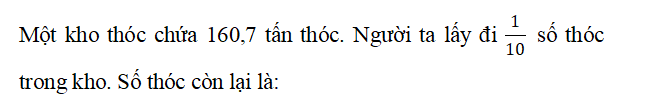 Một kho thóc chứa 160,7 tấn thóc. Người ta lấy đi 1/10 số thóc
trong kho. Số thóc còn lại là: